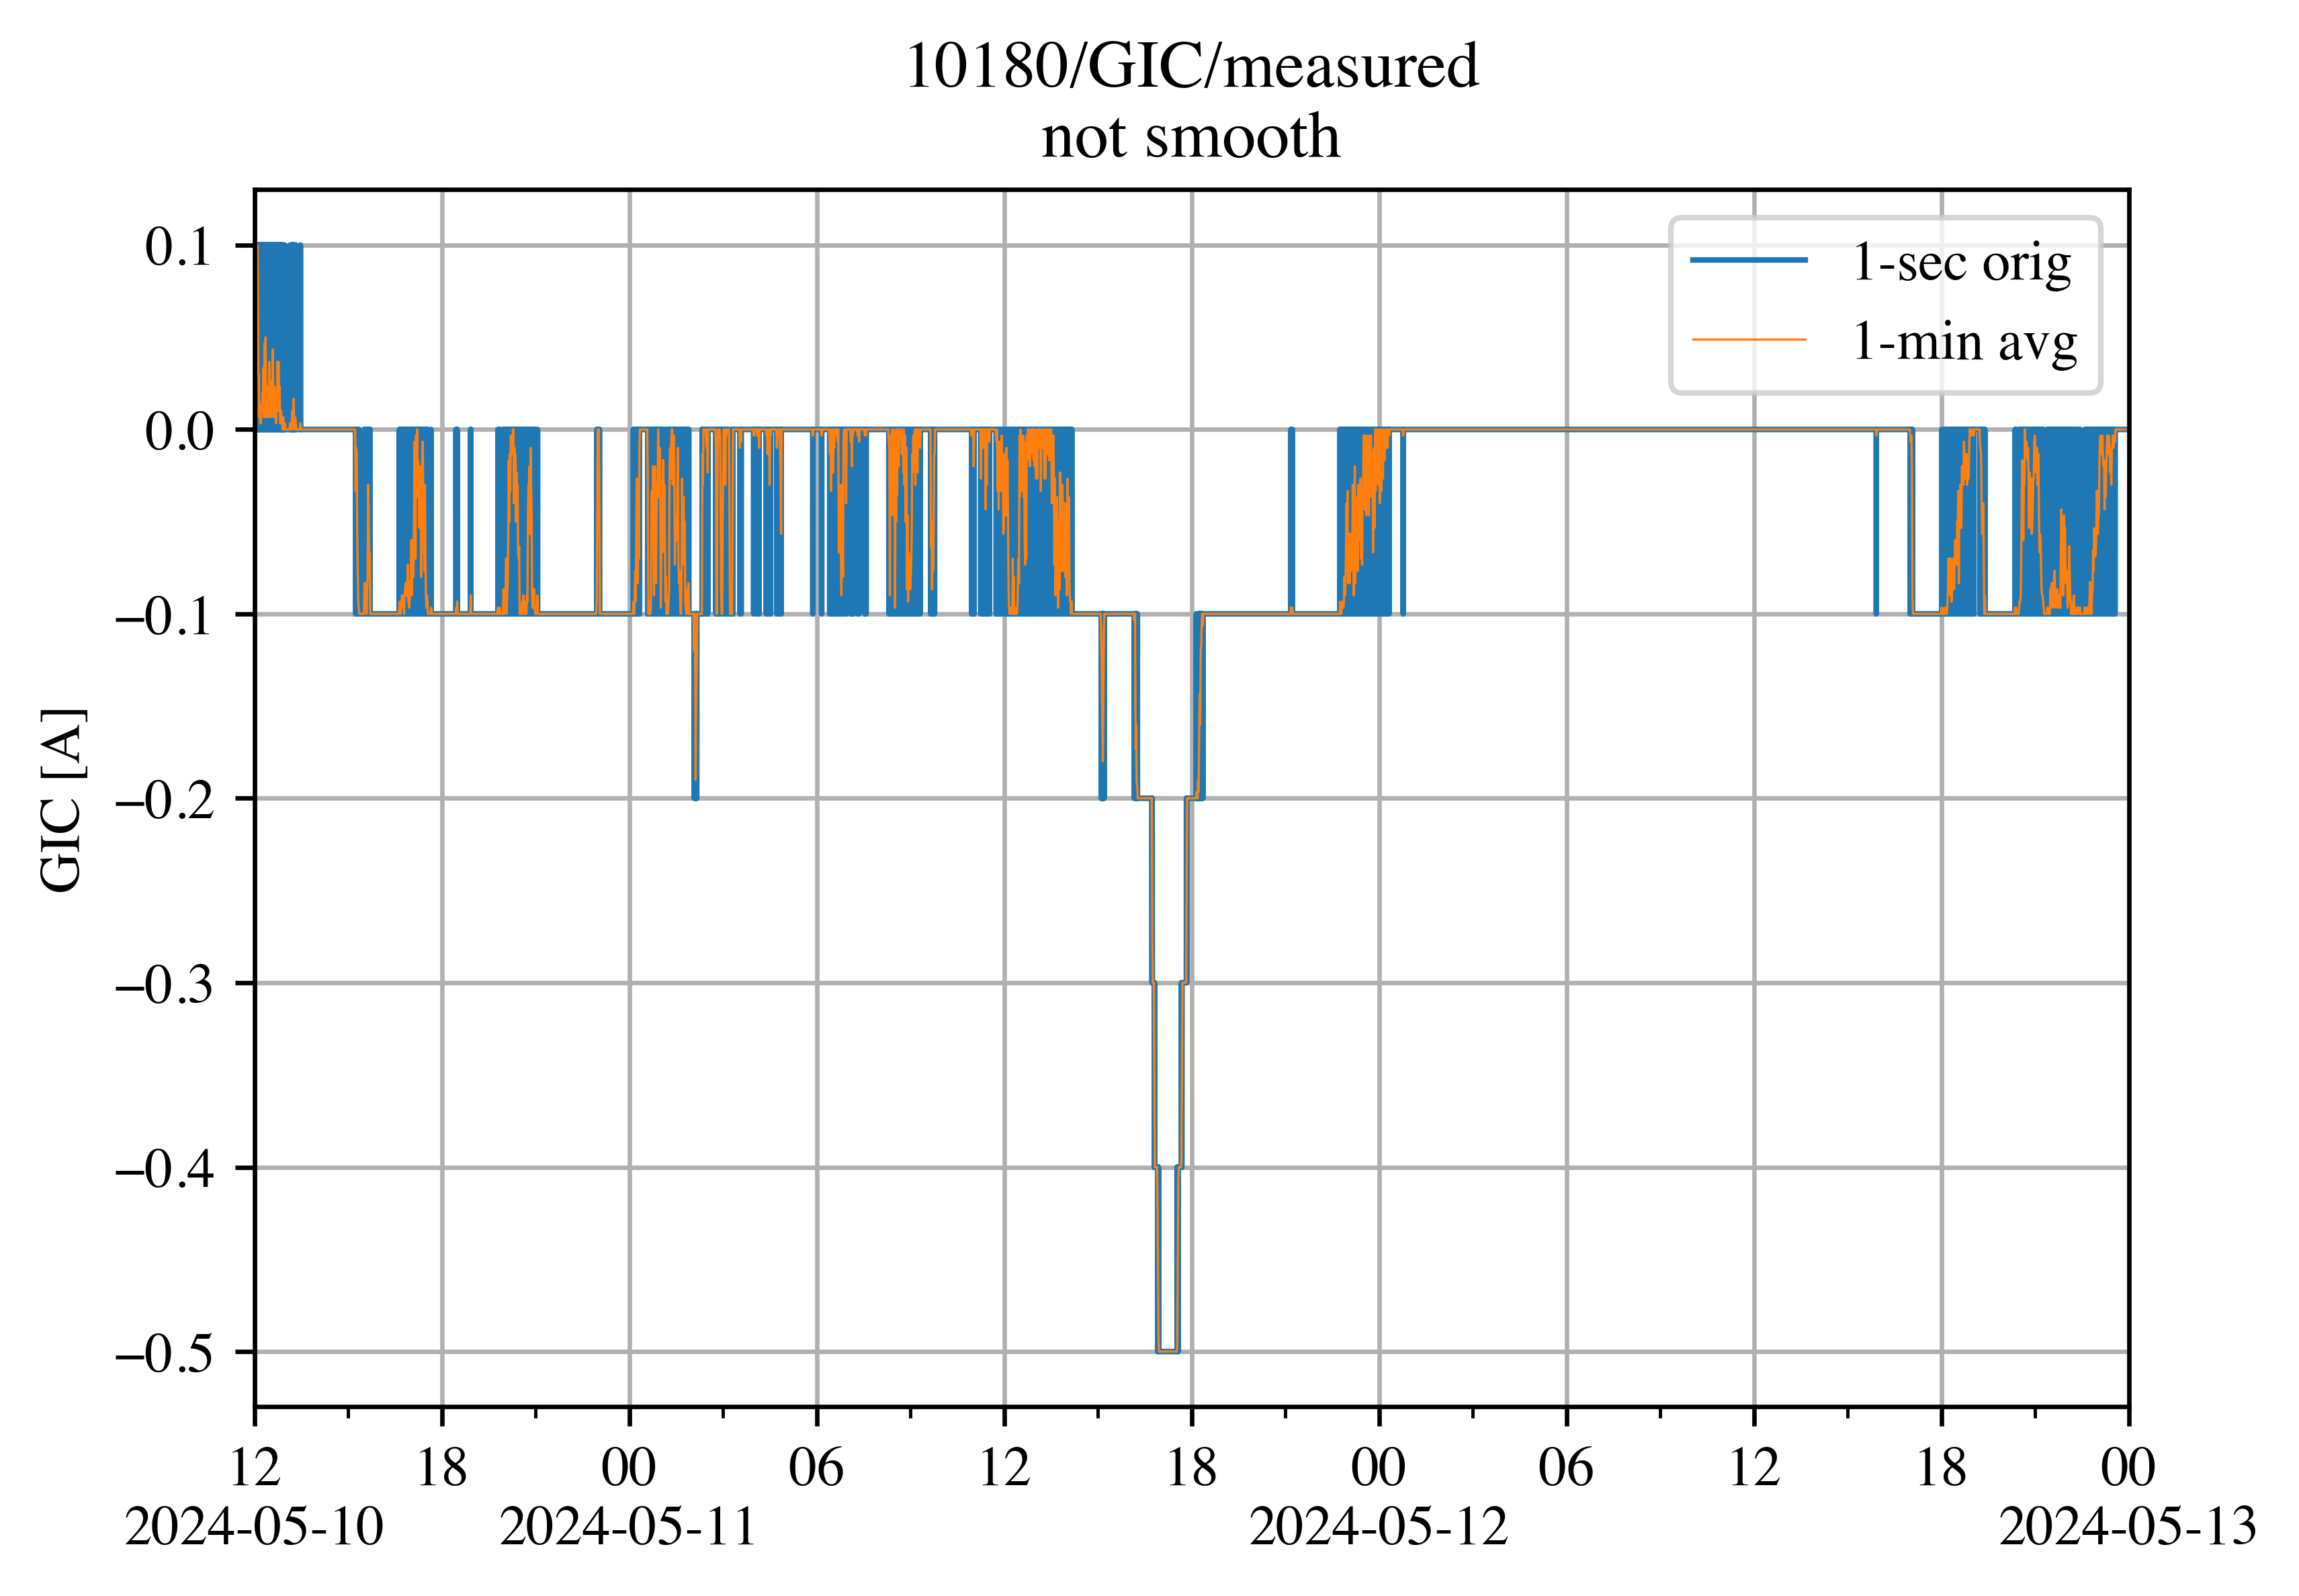 10180/GIC/measured
not smooth
1-sec orig
1-min avg
GIC [A]
0.1
0.0
−0.1
−0.2
−0.3
−0.4
−0.5
12 18 00 06 12 18 00 06 12 18 00
2024-05-10 2024-05-11 2024-05-12 2024-05-13